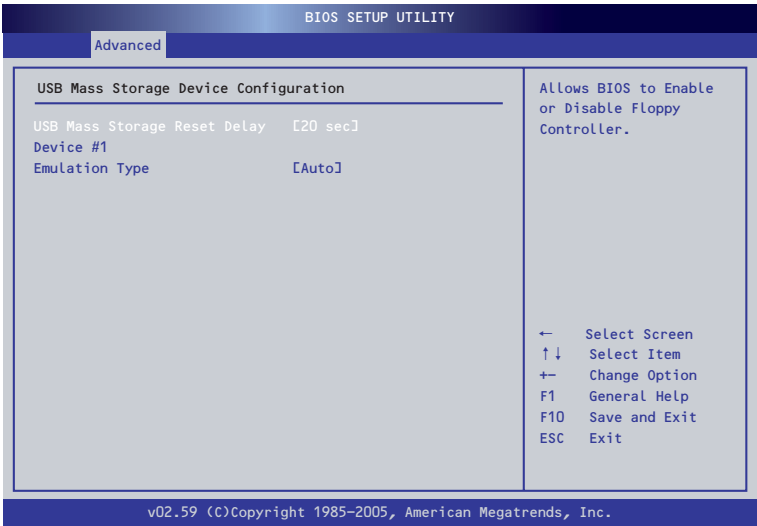 BIOS SETUP UTILITY
Advanced
USB Mass Storage Device Configuration
USB Mass Storage Reset Delay [20 sec]
Device #1
Emulation Type [Auto]
Allows BIOS to Enable
or Disable Floppy
Controller.
← Select Screen
↑↓ Select Item
+- Change Option
F1 General Help
F10 Save and Exit
ESC Exit
v02.59 (C)Copyright 1985-2005, American Megatrends, Inc.